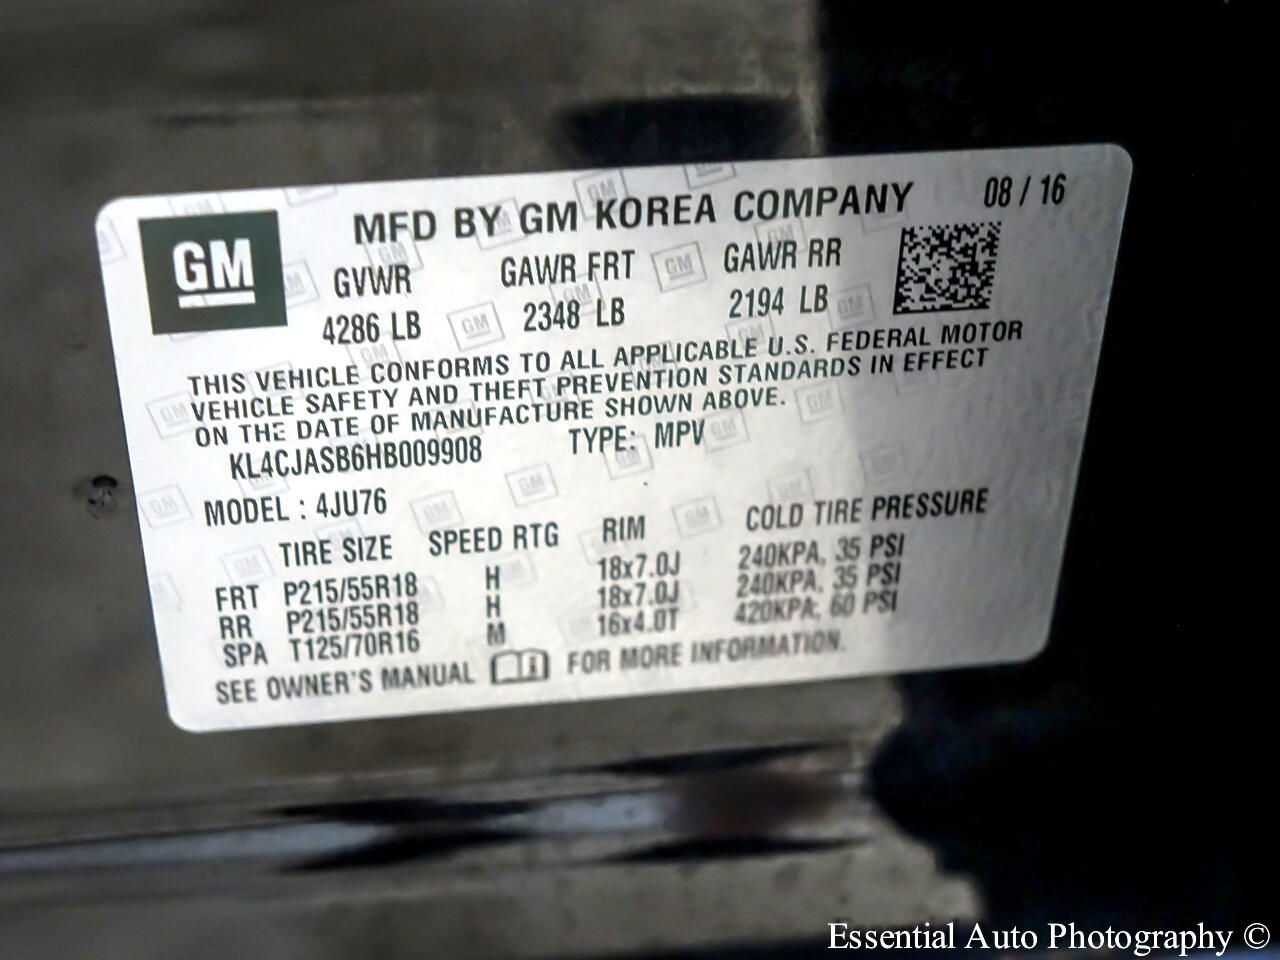 GM
MFD BY GM KOREA COMPANY
08 / 16
GVWR GAWR FRT GAWR RR
4286 LB 2348 LB 2194 LB
THIS VEHICLE CONFORMS TO ALL APPLICABLE U.S. FEDERAL MOTOR
VEHICLE SAFETY AND THEFT PREVENTION STANDARDS IN EFFECT
ON THE DATE OF MANUFACTURE SHOWN ABOVE.
KL4CJASB6HB009908 TYPE: MPV
MODEL : 4JU76
TIRE SIZE SPEED RTG RIM COLD TIRE PRESSURE
FRT P215/55R18 H 18x7.0J 240KPA, 35 PSI
RR P215/55R18 H 18x7.0J 240KPA, 35 PSI
SPA T125/70R16 M 16x4.0T 420KPA, 60 PSI
SEE OWNER'S MANUAL FOR MORE INFORMATION.
Essential Auto Photography ©